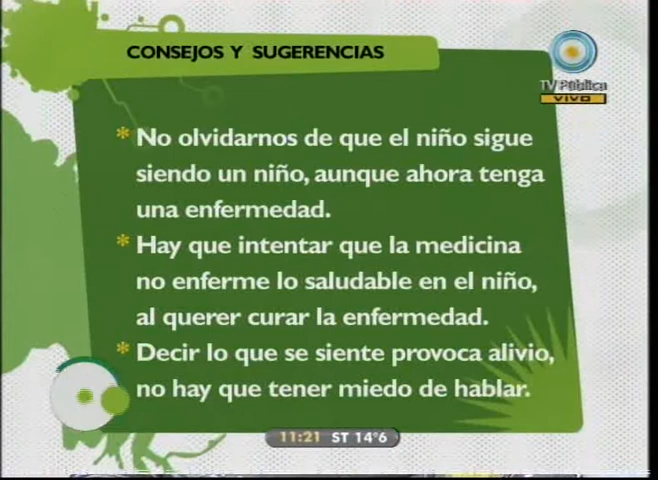 CONSEJOS Y SUGERENCIAS
TV Pública
VIVO
* No olvidarnos de que el niño sigue
siendo un niño, aunque ahora tenga
una enfermedad.
* Hay que intentar que la medicina
no enferme lo saludable en el niño,
al querer curar la enfermedad.
* Decir lo que se siente provoca alivio,
no hay que tener miedo de hablar.
11:21 ST 14°6